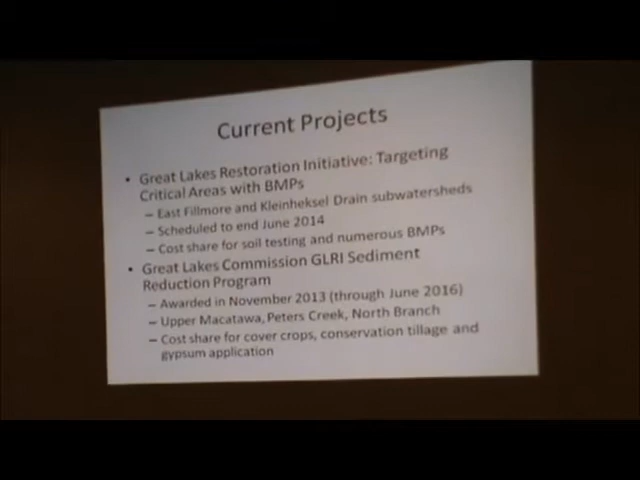 Current Projects
• Great Lakes Restoration Initiative: Targeting
Critical Areas with BMPs
– East Fillmore and Kleinheksel Drain subwatersheds
– Scheduled to end June 2014
– Cost share for soil testing and numerous BMPs
• Great Lakes Commission GLRI Sediment
Reduction Program
– Awarded in November 2013 (through June 2016)
– Upper Macatawa, Peters Creek, North Branch
– Cost share for cover crops, conservation tillage and
gypsum application